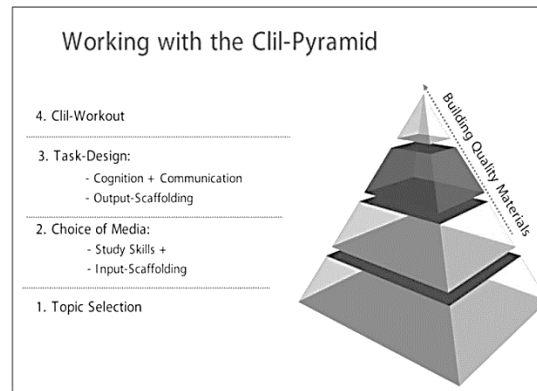 Working with the Clil-Pyramid
4. Clil-Workout
3. Task-Design:
- Cognition + Communication
- Output-Scaffolding
2. Choice of Media:
- Study Skills +
- Input-Scaffolding
1. Topic Selection
Building Quality Materials